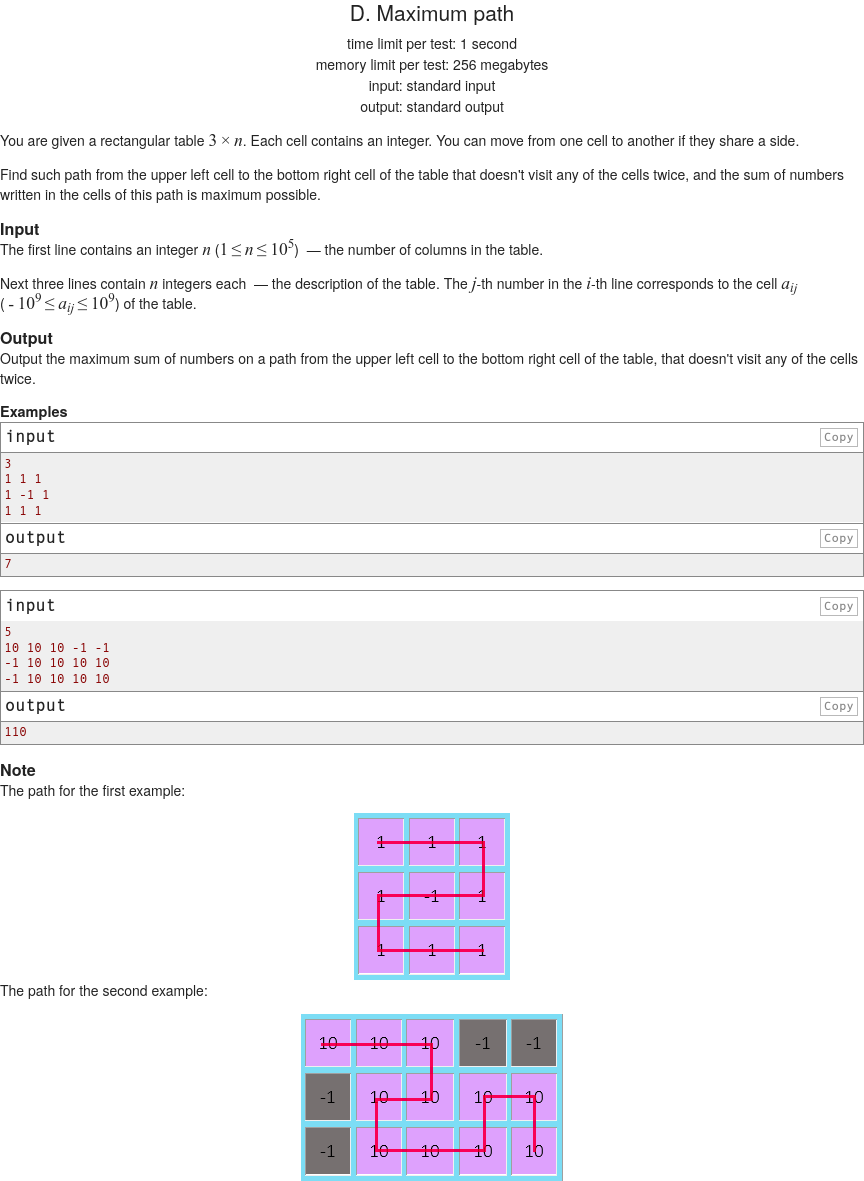 D. Maximum path
time limit per test: 1 second
memory limit per test: 256 megabytes
input: standard input
output: standard output
You are given a rectangular table 3 × n. Each cell contains an integer. You can move from one cell to another if they share a side.
Find such path from the upper left cell to the bottom right cell of the table that doesn't visit any of the cells twice, and the sum of numbers
written in the cells of this path is maximum possible.
Input
The first line contains an integer n (1 ≤ n ≤ 10^5)  — the number of columns in the table.
Next three lines contain n integers each  — the description of the table. The j-th number in the i-th line corresponds to the cell a_ij
( - 10^9 ≤ a_ij ≤ 10^9) of the table.
Output
Output the maximum sum of numbers on a path from the upper left cell to the bottom right cell of the table, that doesn't visit any of the cells
twice.
Examples
input Copy
3
1 1 1
1 -1 1
1 1 1
output Copy
7
input Copy
5
10 10 10 -1 -1
-1 10 10 10 10
-1 10 10 10 10
output Copy
110
Note
The path for the first example:
1 1 1
1 -1 1
1 1 1
The path for the second example:
10 10 10 -1 -1
-1 10 10 10 10
-1 10 10 10 10